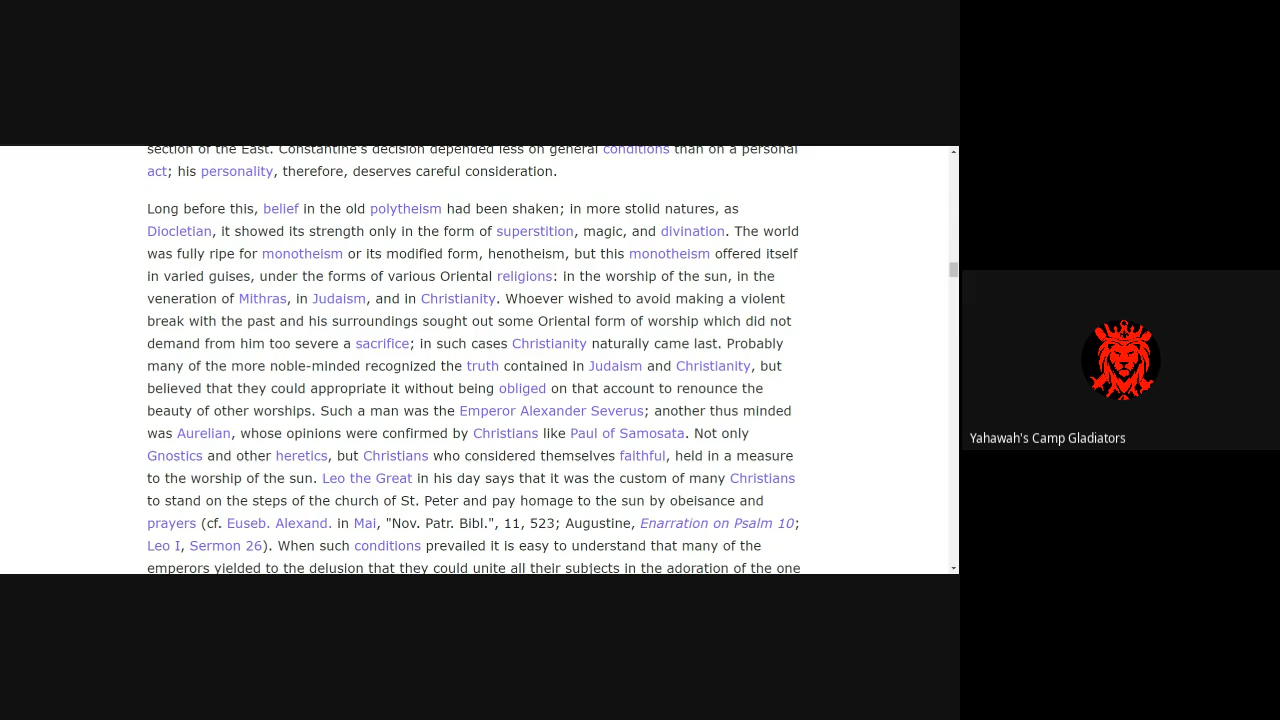 section of the East. Constantine's decision depended less on general conditions than on a personal
act; his personality, therefore, deserves careful consideration.
Long before this, belief in the old polytheism had been shaken; in more stolid natures, as
Diocletian, it showed its strength only in the form of superstition, magic, and divination. The world
was fully ripe for monotheism or its modified form, henotheism, but this monotheism offered itself
in varied guises, under the forms of various Oriental religions: in the worship of the sun, in the
veneration of Mithras, in Judaism, and in Christianity. Whoever wished to avoid making a violent
break with the past and his surroundings sought out some Oriental form of worship which did not
demand from him too severe a sacrifice; in such cases Christianity naturally came last. Probably
many of the more noble-minded recognized the truth contained in Judaism and Christianity, but
believed that they could appropriate it without being obliged on that account to renounce the
beauty of other worships. Such a man was the Emperor Alexander Severus; another thus minded
was Aurelian, whose opinions were confirmed by Christians like Paul of Samosata. Not only
Gnostics and other heretics, but Christians who considered themselves faithful, held in a measure
to the worship of the sun. Leo the Great in his day says that it was the custom of many Christians
to stand on the steps of the church of St. Peter and pay homage to the sun by obeisance and
prayers (cf. Euseb. Alexand. in Mai, "Nov. Patr. Bibl.", 11, 523; Augustine, Enarration on Psalm 10;
Leo I, Sermon 26). When such conditions prevailed it is easy to understand that many of the
emperors yielded to the delusion that they could unite all their subjects in the adoration of the one
Yahawah's Camp Gladiators